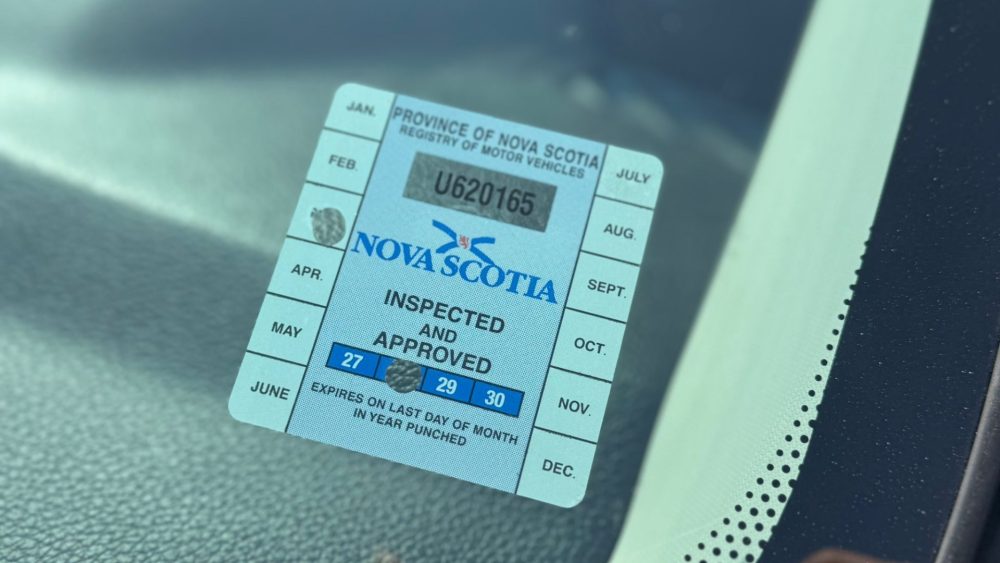 PROVINCE OF NOVA SCOTIA
REGISTRY OF MOTOR VEHICLES
U620165
NOVA SCOTIA
INSPECTED
AND
APPROVED
27 29 30
EXPIRES ON LAST DAY OF MONTH
IN YEAR PUNCHED
JAN.
FEB.
APR.
MAY
JUNE
JULY
AUG.
SEPT.
OCT.
NOV.
DEC.